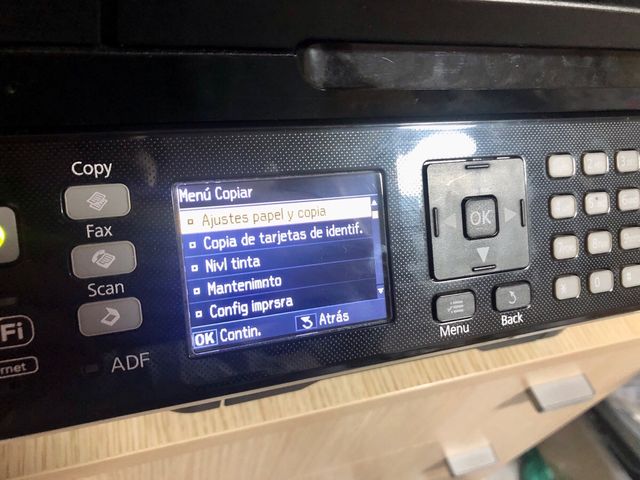 Copy
Fax
Scan
ADF
Fi
Menú Copiar
Ajustes papel y copia
Copia de tarjetas de identif.
Nivl tinta
Mantenimnto
Config imprsra
OK Contin.
Atrás
OK
Menu
Back